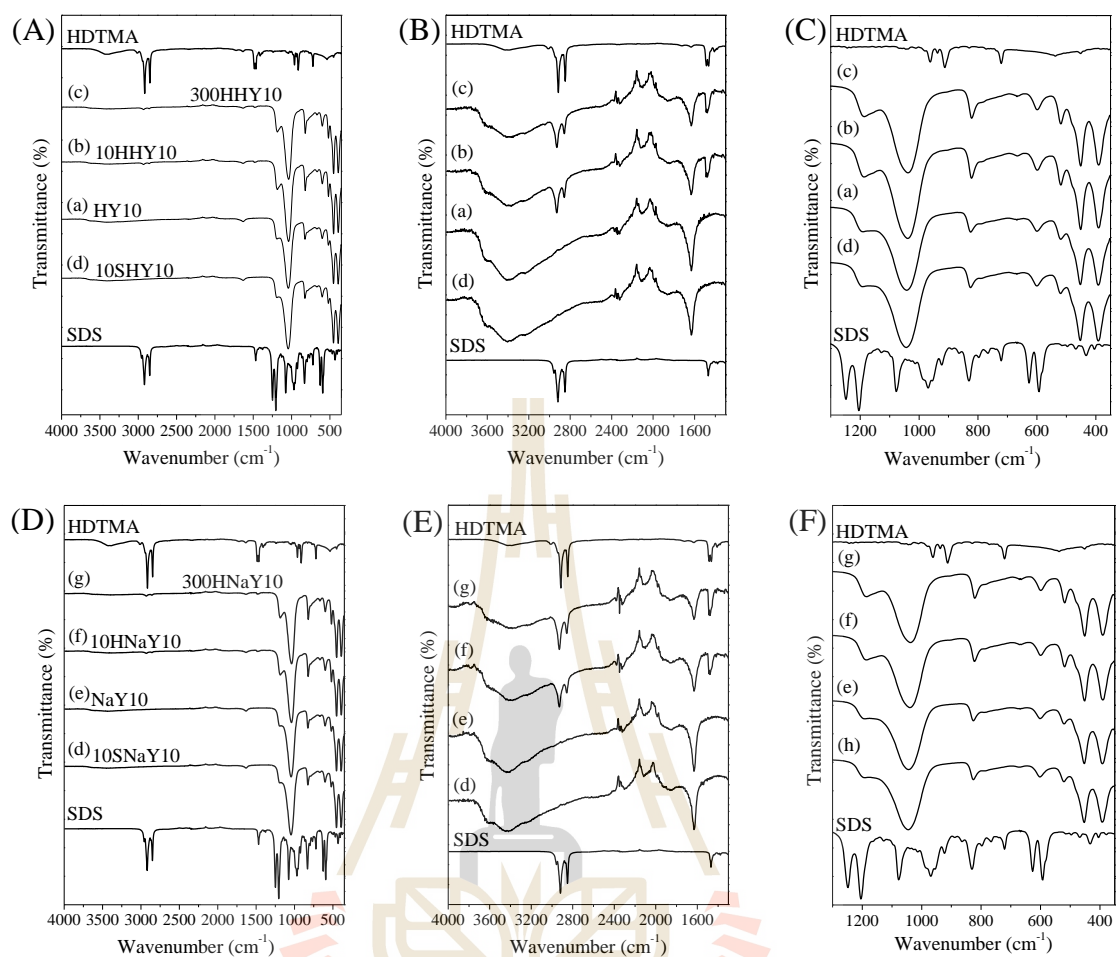 (A)
HDTMA
(c)
300HHY10
(b) 10HHY10
(a) HY10
(d) 10SHY10
SDS
Transmittance (%)
4000 3500 3000 2500 2000 1500 1000 500
Wavenumber (cm-1)
(B)
HDTMA
(c)
(b)
(a)
(d)
SDS
Transmittance (%)
4000 3600 3200 2800 2400 2000 1600
Wavenumber (cm-1)
(C)
HDTMA
(c)
(b)
(a)
(d)
SDS
Transmittance (%)
1200 1000 800 600 400
Wavenumber (cm-1)
(D)
HDTMA
(g)
300HNaY10
(f) 10HNaY10
(e) NaY10
(d) 10SNaY10
SDS
Transmittance (%)
4000 3500 3000 2500 2000 1500 1000 500
Wavenumber (cm-1)
(E)
HDTMA
(g)
(f)
(e)
(d)
SDS
Transmittance (%)
4000 3600 3200 2800 2400 2000 1600
Wavenumber (cm-1)
(F)
HDTMA
(g)
(f)
(e)
(h)
SDS
Transmittance (%)
1200 1000 800 600 400
Wavenumber (cm-1)